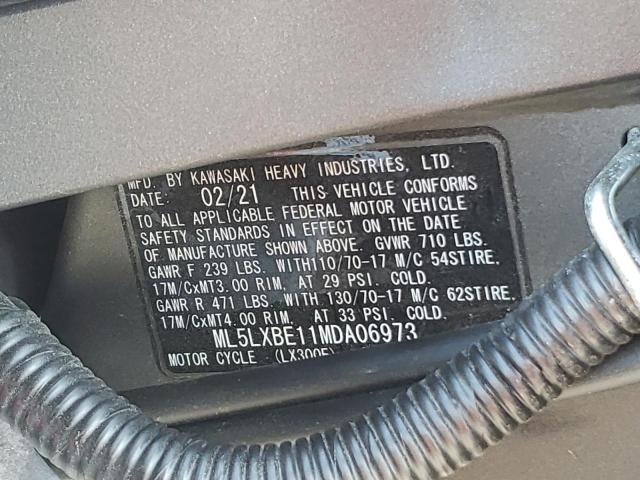 MFD. BY KAWASAKI HEAVY INDUSTRIES, LTD.
DATE: 02/21 THIS VEHICLE CONFORMS
TO ALL APPLICABLE FEDERAL MOTOR VEHICLE
SAFETY STANDARDS IN EFFECT ON THE DATE
OF MANUFACTURE SHOWN ABOVE. GVWR 710 LBS.
GAWR F 239 LBS. WITH110/70-17 M/C 54STIRE,
17M/CxMT3.00 RIM, AT 29 PSI. COLD.
GAWR R 471 LBS. WITH 130/70-17 M/C 62STIRE,
17M/CxMT4.00 RIM, AT 33 PSI. COLD.
ML5LXBE11MDA06973
MOTOR CYCLE (LX300F)